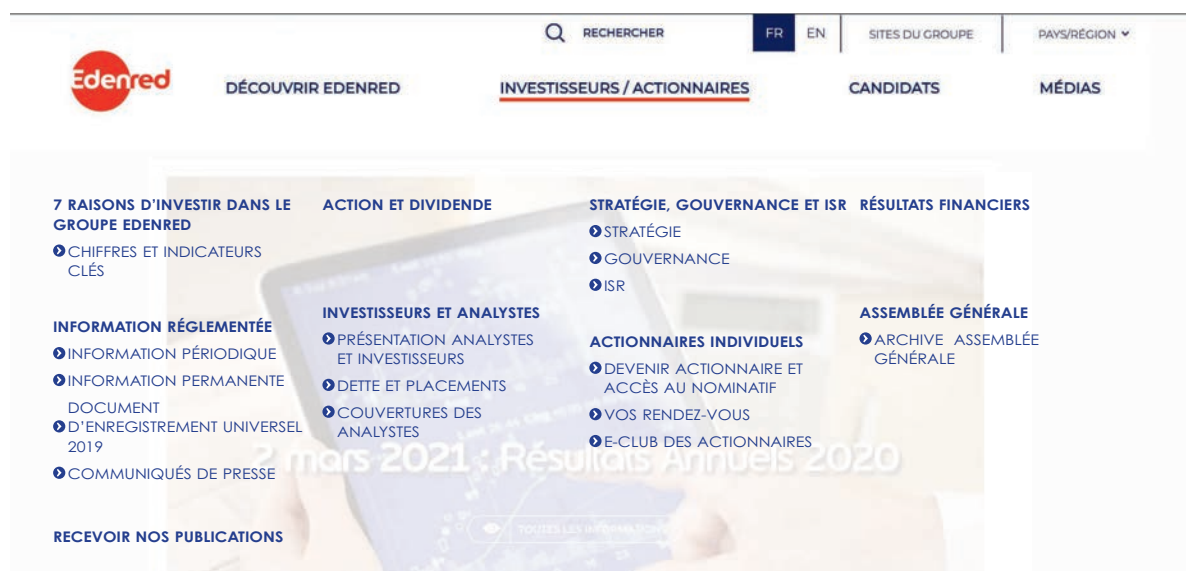 RECHERCHER
FR
EN
SITES DU GROUPE
PAYS/RÉGION
Edenred
DÉCOUVRIR EDENRED
INVESTISSEURS / ACTIONNAIRES
CANDIDATS
MÉDIAS
7 RAISONS D'INVESTIR DANS LE
GROUPE EDENRED
CHIFFRES ET INDICATEURS
CLÉS
INFORMATION RÉGLEMENTÉE
INFORMATION PÉRIODIQUE
INFORMATION PERMANENTE
DOCUMENT
D'ENREGISTREMENT UNIVERSEL
2019
COMMUNIQUÉS DE PRESSE
RECEVOIR NOS PUBLICATIONS
ACTION ET DIVIDENDE
INVESTISSEURS ET ANALYSTES
PRÉSENTATION ANALYSTES
ET INVESTISSEURS
DETTE ET PLACEMENTS
COUVERTURES DES
ANALYSTES
STRATÉGIE, GOUVERNANCE ET ISR
STRATÉGIE
GOUVERNANCE
ISR
ACTIONNAIRES INDIVIDUELS
DEVENIR ACTIONNAIRE ET
ACCÈS AU NOMINATIF
VOS RENDEZ-VOUS
E-CLUB DES ACTIONNAIRES
RÉSULTATS FINANCIERS
ASSEMBLÉE GÉNÉRALE
ARCHIVE ASSEMBLÉE
GÉNÉRALE
mars 2021 : Résultats Annuels 2020
TOUTES LES INFORMATIONS